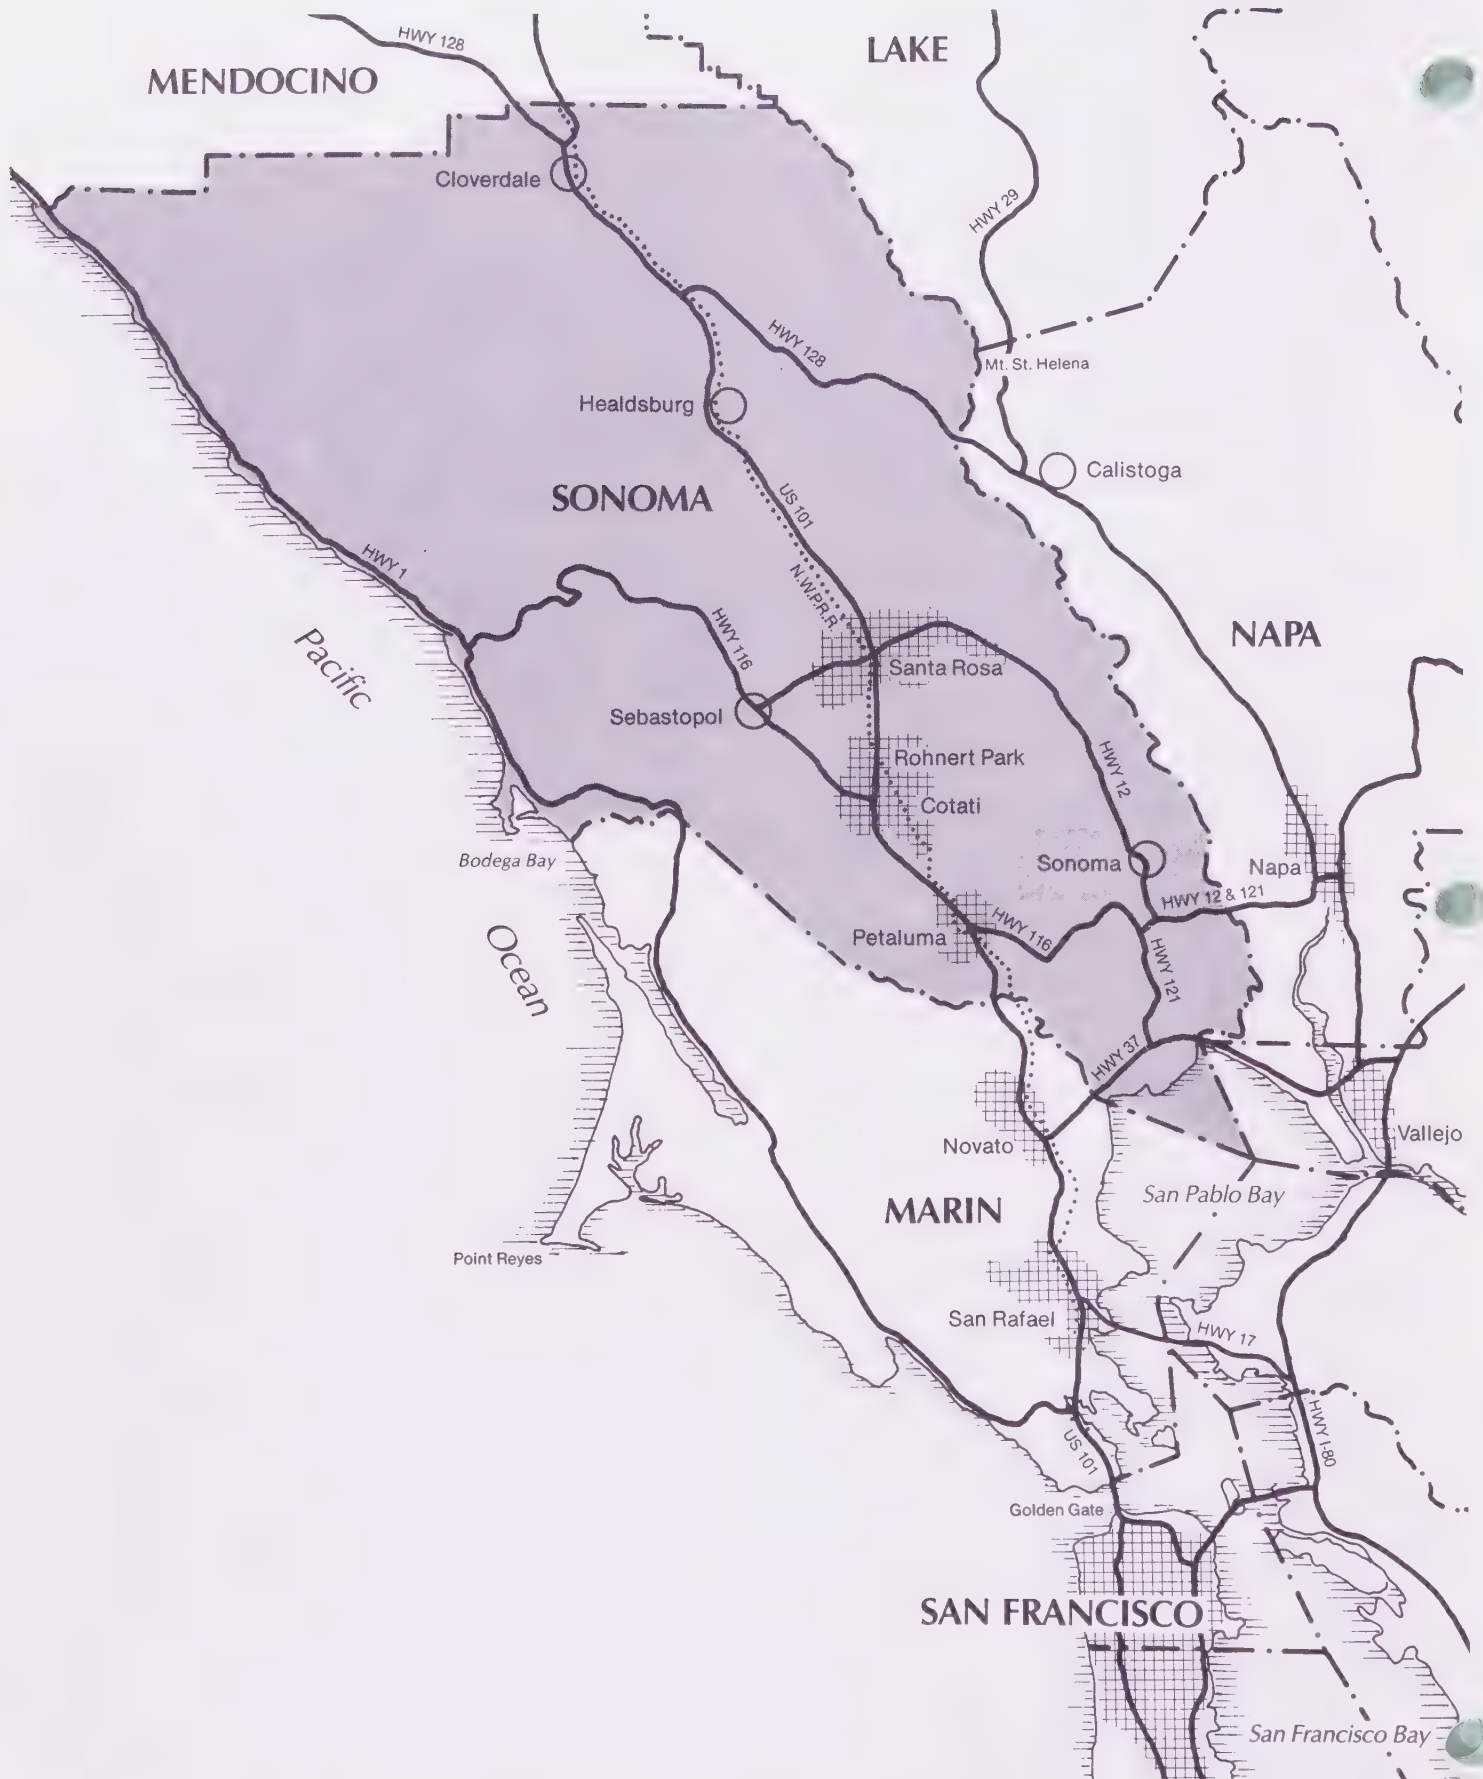 HWY 128
LAKE
MENDOCINO
Cloverdale
HWY 29
HWY 128
Mt. St. Helena
Healdsburg
Calistoga
SONOMA
US 101
HWY 1
N.W.P.R.R.
Pacific
HWY 116
NAPA
Santa Rosa
Sebastopol
Rohnert Park
HWY 12
Cotati
Bodega Bay
Sonoma
Napa
HWY 12 & 121
Petaluma
HWY 116
Ocean
HWY 121
HWY 37
Novato
Vallejo
San Pablo Bay
MARIN
Point Reyes
San Rafael
HWY 17
HWY I-80
US 101
Golden Gate
SAN FRANCISCO
San Francisco Bay